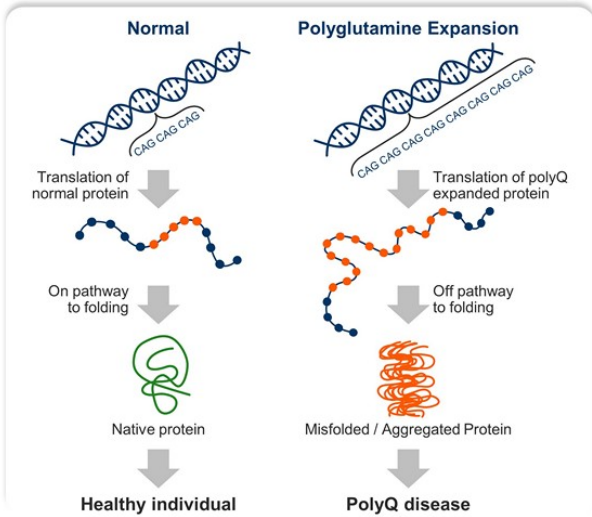 Normal
CAG CAG CAG
Translation of
normal protein
On pathway
to folding
Native protein
Healthy individual
Polyglutamine Expansion
CAG CAG CAG CAG CAG CAG CAG CAG
Translation of polyQ
expanded protein
Off pathway
to folding
Misfolded / Aggregated Protein
PolyQ disease